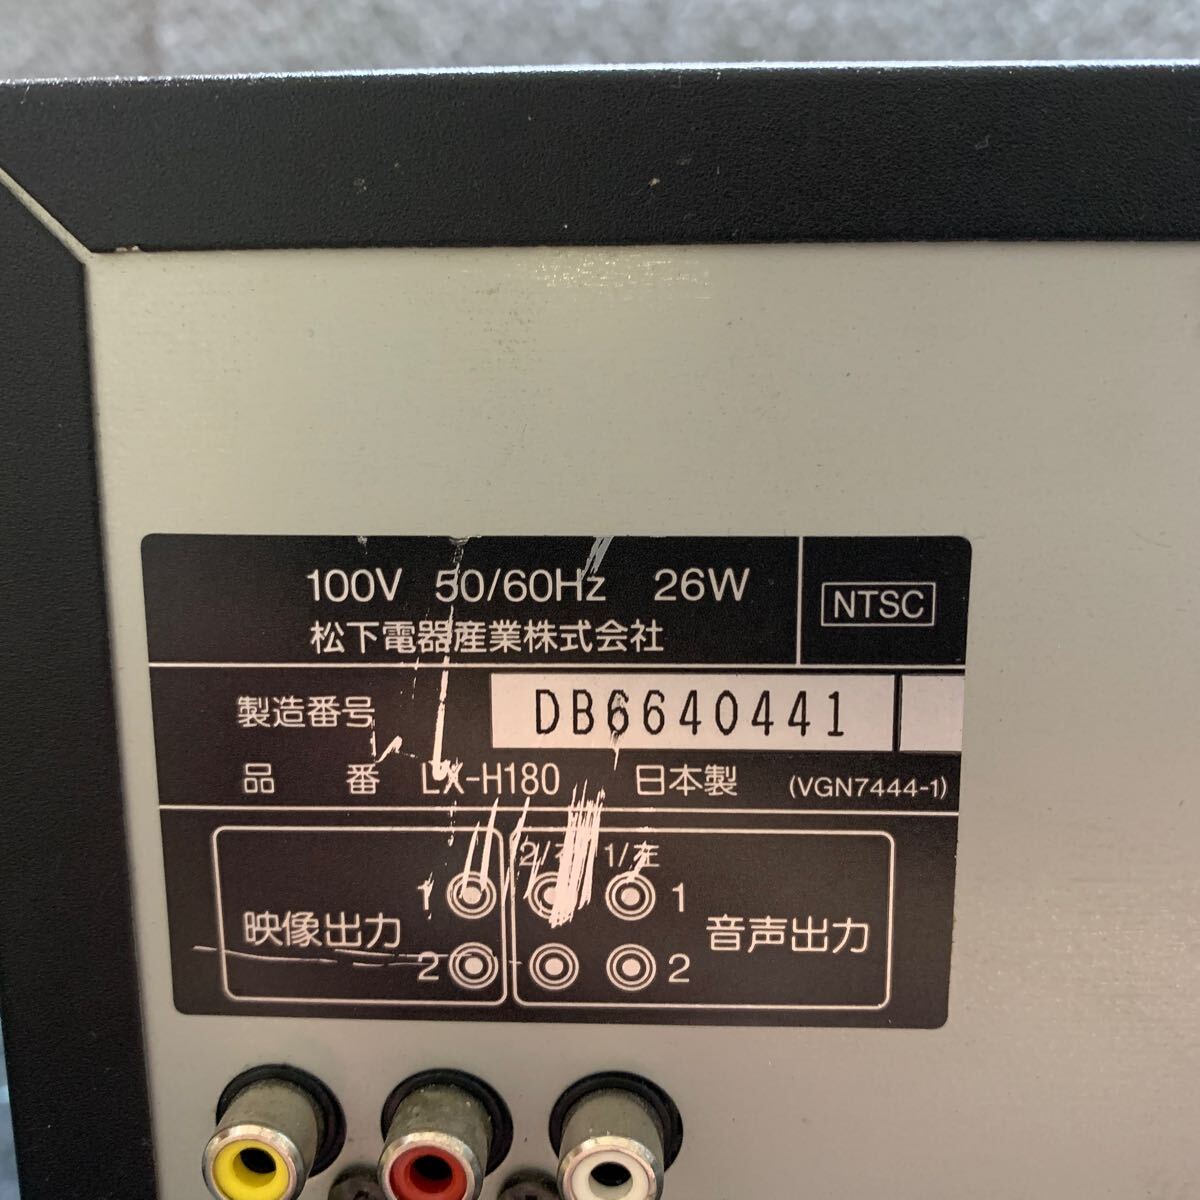 100V 50/60Hz 26W
NTSC
松下電器産業株式会社
製造番号 DB6640441
品 番 LX-H180 日本製 (VGN7444-1)
2/右 1/左
映像出力 1 1 音声出力
2 2